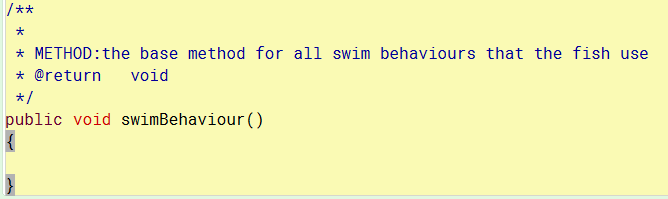 /**
*
* METHOD:the base method for all swim behaviours that the fish use
* @return   void
*/
public void swimBehaviour()
{
}